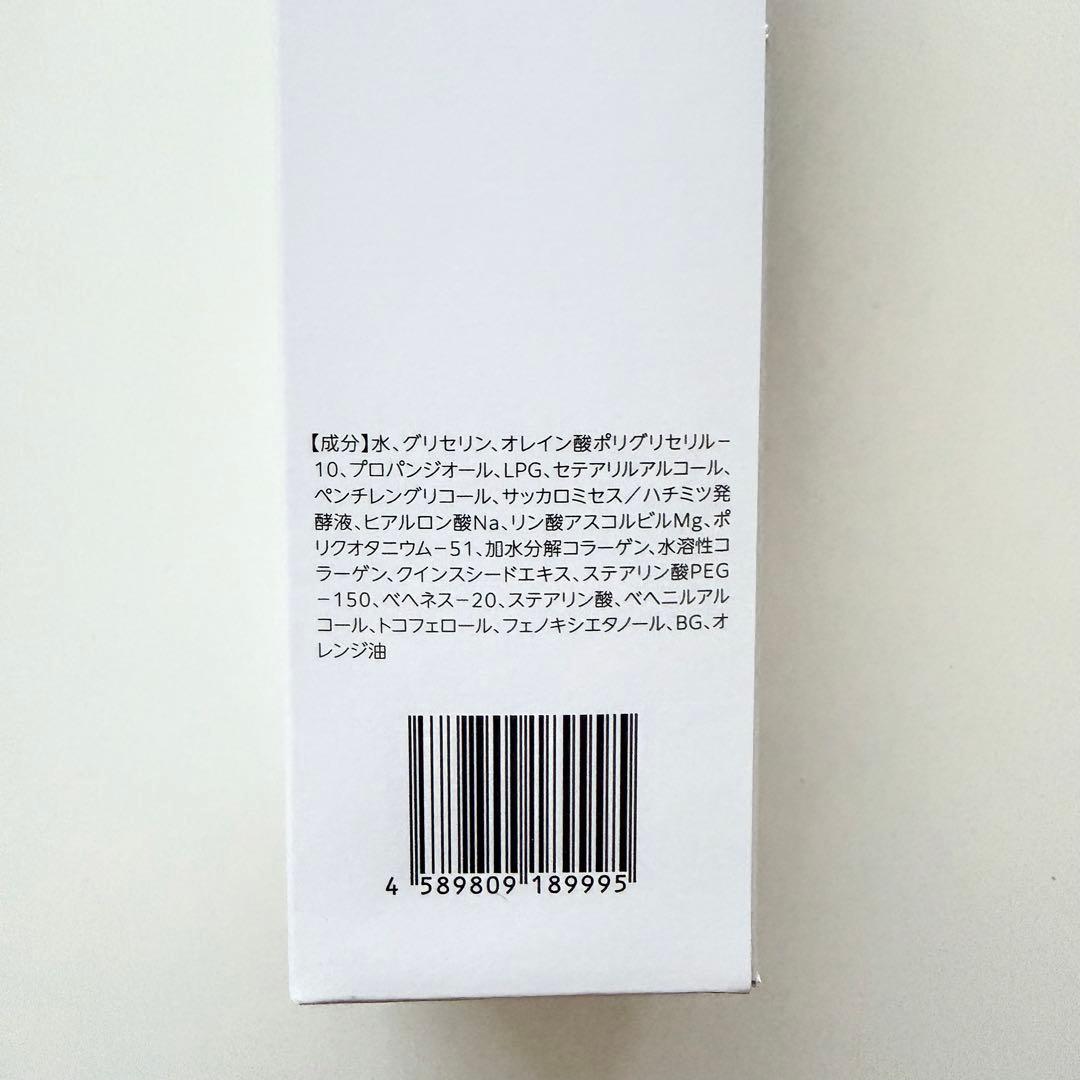 【成分】水、グリセリン、オレイン酸ポリグリセリル-
10、プロパンジオール、LPG、セテアリルアルコール、
ペンチレングリコール、サッカロミセス/ハチミツ発
酵液、ヒアルロン酸Na、リン酸アスコルビルMg、ポ
リクオタニウム-51、加水分解コラーゲン、水溶性コ
ラーゲン、クインスシードエキス、ステアリン酸PEG
-150、ベヘネス-20、ステアリン酸、ベヘニルアル
コール、トコフェロール、フェノキシエタノール、BG、オ
レンジ油
4 589809 189995